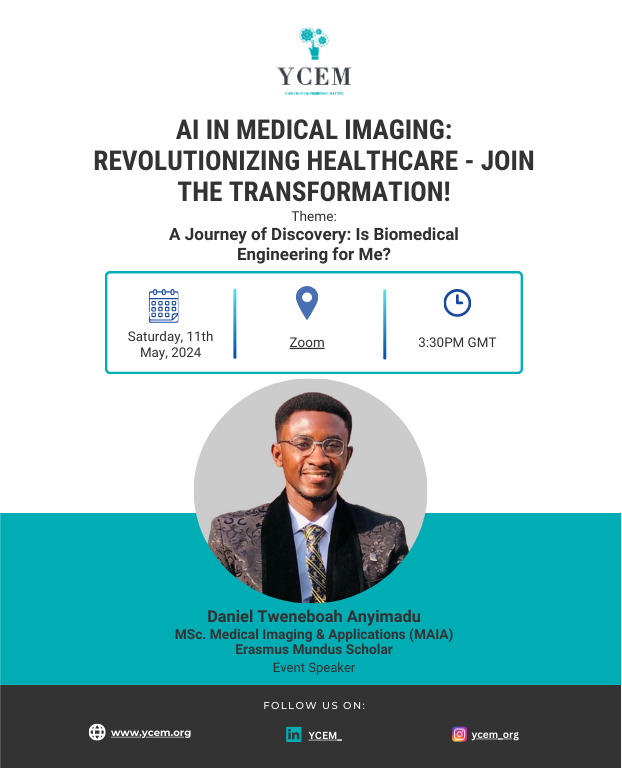 YCEM
AI IN MEDICAL IMAGING:
REVOLUTIONIZING HEALTHCARE - JOIN
THE TRANSFORMATION!
Theme:
A Journey of Discovery: Is Biomedical
Engineering for Me?
Saturday, 11th
May, 2024
Zoom
3:30PM GMT
Daniel Tweneboah Anyimadu
MSc. Medical Imaging & Applications (MAIA)
Erasmus Mundus Scholar
Event Speaker
FOLLOW US ON:
www.ycem.org
YCEM_
ycem_org